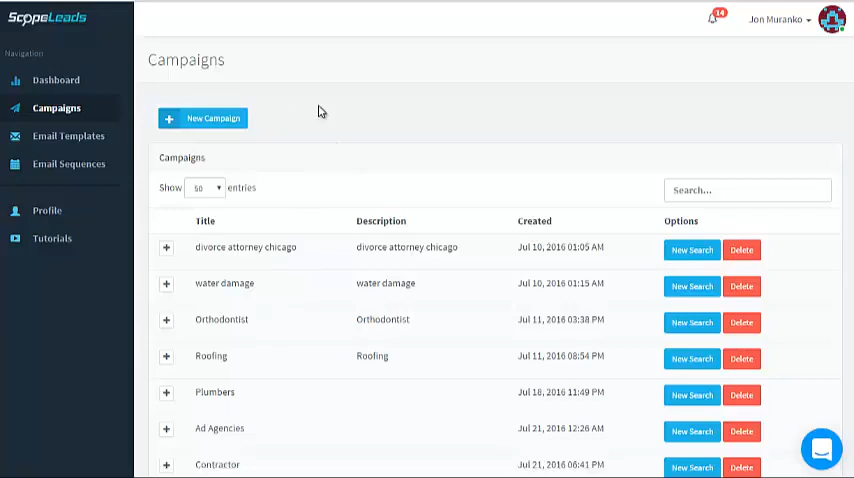 ScopeLeads
14
Jon Muranko
Navigation
Dashboard
Campaigns
Email Templates
Email Sequences
Profile
Tutorials
Campaigns
New Campaign
Campaigns
Show 50 entries
Search...
Title Description Created Options
divorce attorney chicago divorce attorney chicago Jul 10, 2016 01:05 AM New Search Delete
water damage water damage Jul 10, 2016 01:15 AM New Search Delete
Orthodontist Orthodontist Jul 11, 2016 03:38 PM New Search Delete
Roofing Roofing Jul 11, 2016 08:54 PM New Search Delete
Plumbers Jul 18, 2016 11:49 PM New Search Delete
Ad Agencies Jul 21, 2016 12:26 AM New Search Delete
Contractor Jul 21, 2016 06:41 PM New Search Delete